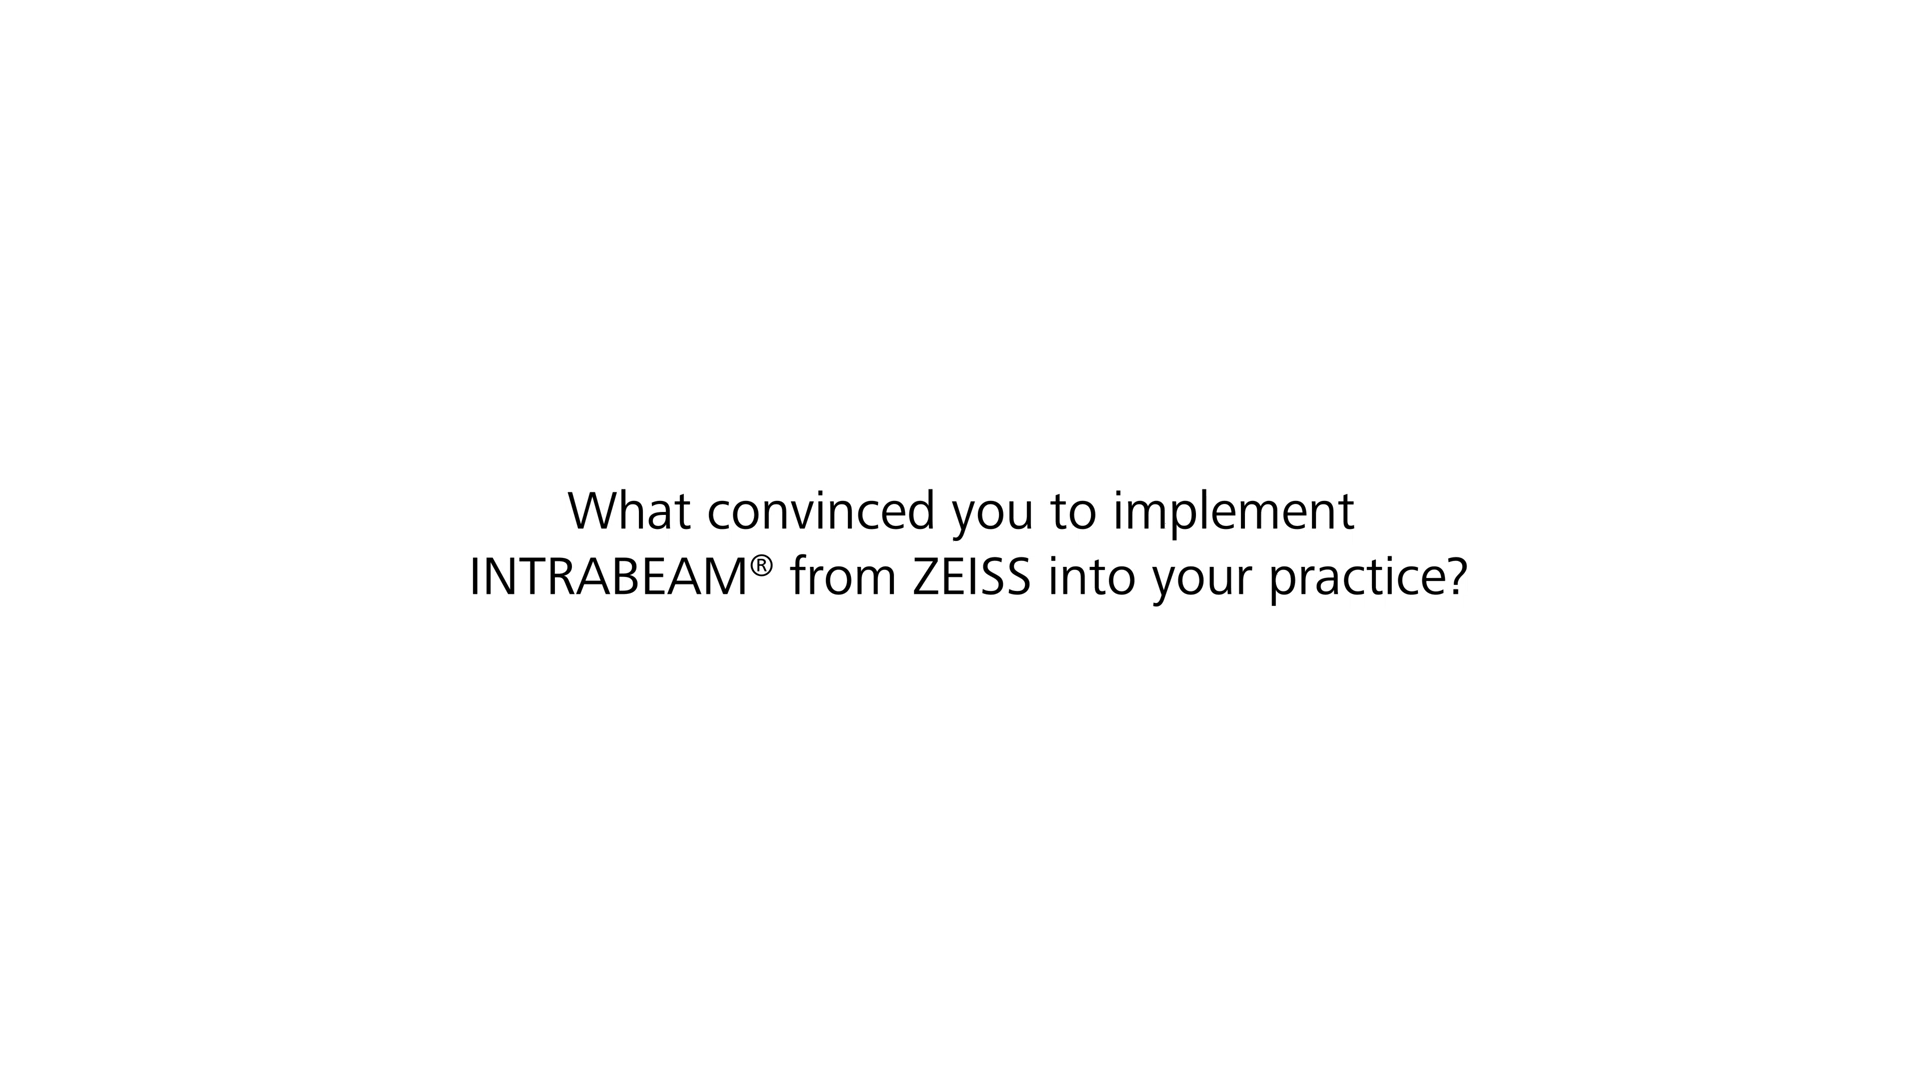 What convinced you to implement
INTRABEAM® from ZEISS into your practice?